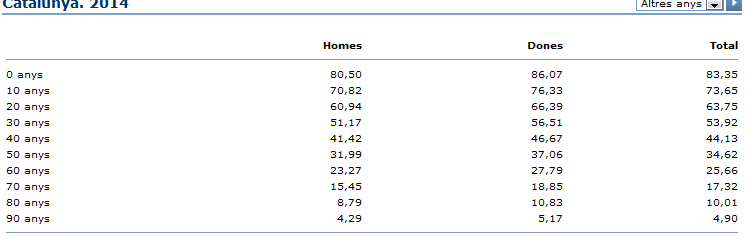 Catalunya. 2014 Altres anys
Homes Dones Total
0 anys 80,50 86,07 83,35
10 anys 70,82 76,33 73,65
20 anys 60,94 66,39 63,75
30 anys 51,17 56,51 53,92
40 anys 41,42 46,67 44,13
50 anys 31,99 37,06 34,62
60 anys 23,27 27,79 25,66
70 anys 15,45 18,85 17,32
80 anys 8,79 10,83 10,01
90 anys 4,29 5,17 4,90